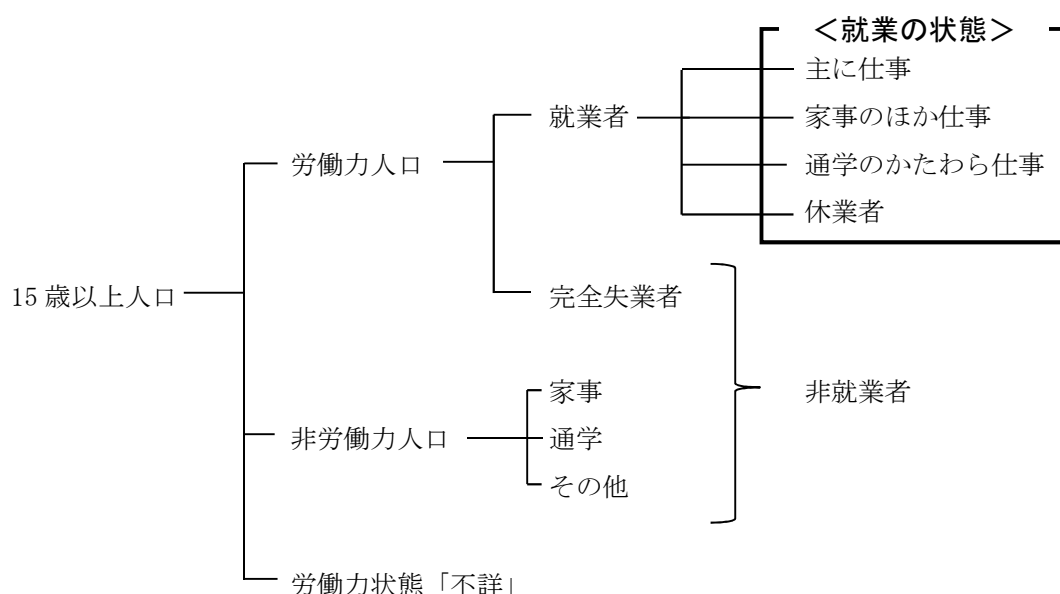 ＜就業の状態＞
主に仕事
就業者
家事のほか仕事
労働力人口
通学のかたわら仕事
休業者
15 歳以上人口
完全失業者
家事
非就業者
非労働力人口
通学
その他
労働力状態「不詳」